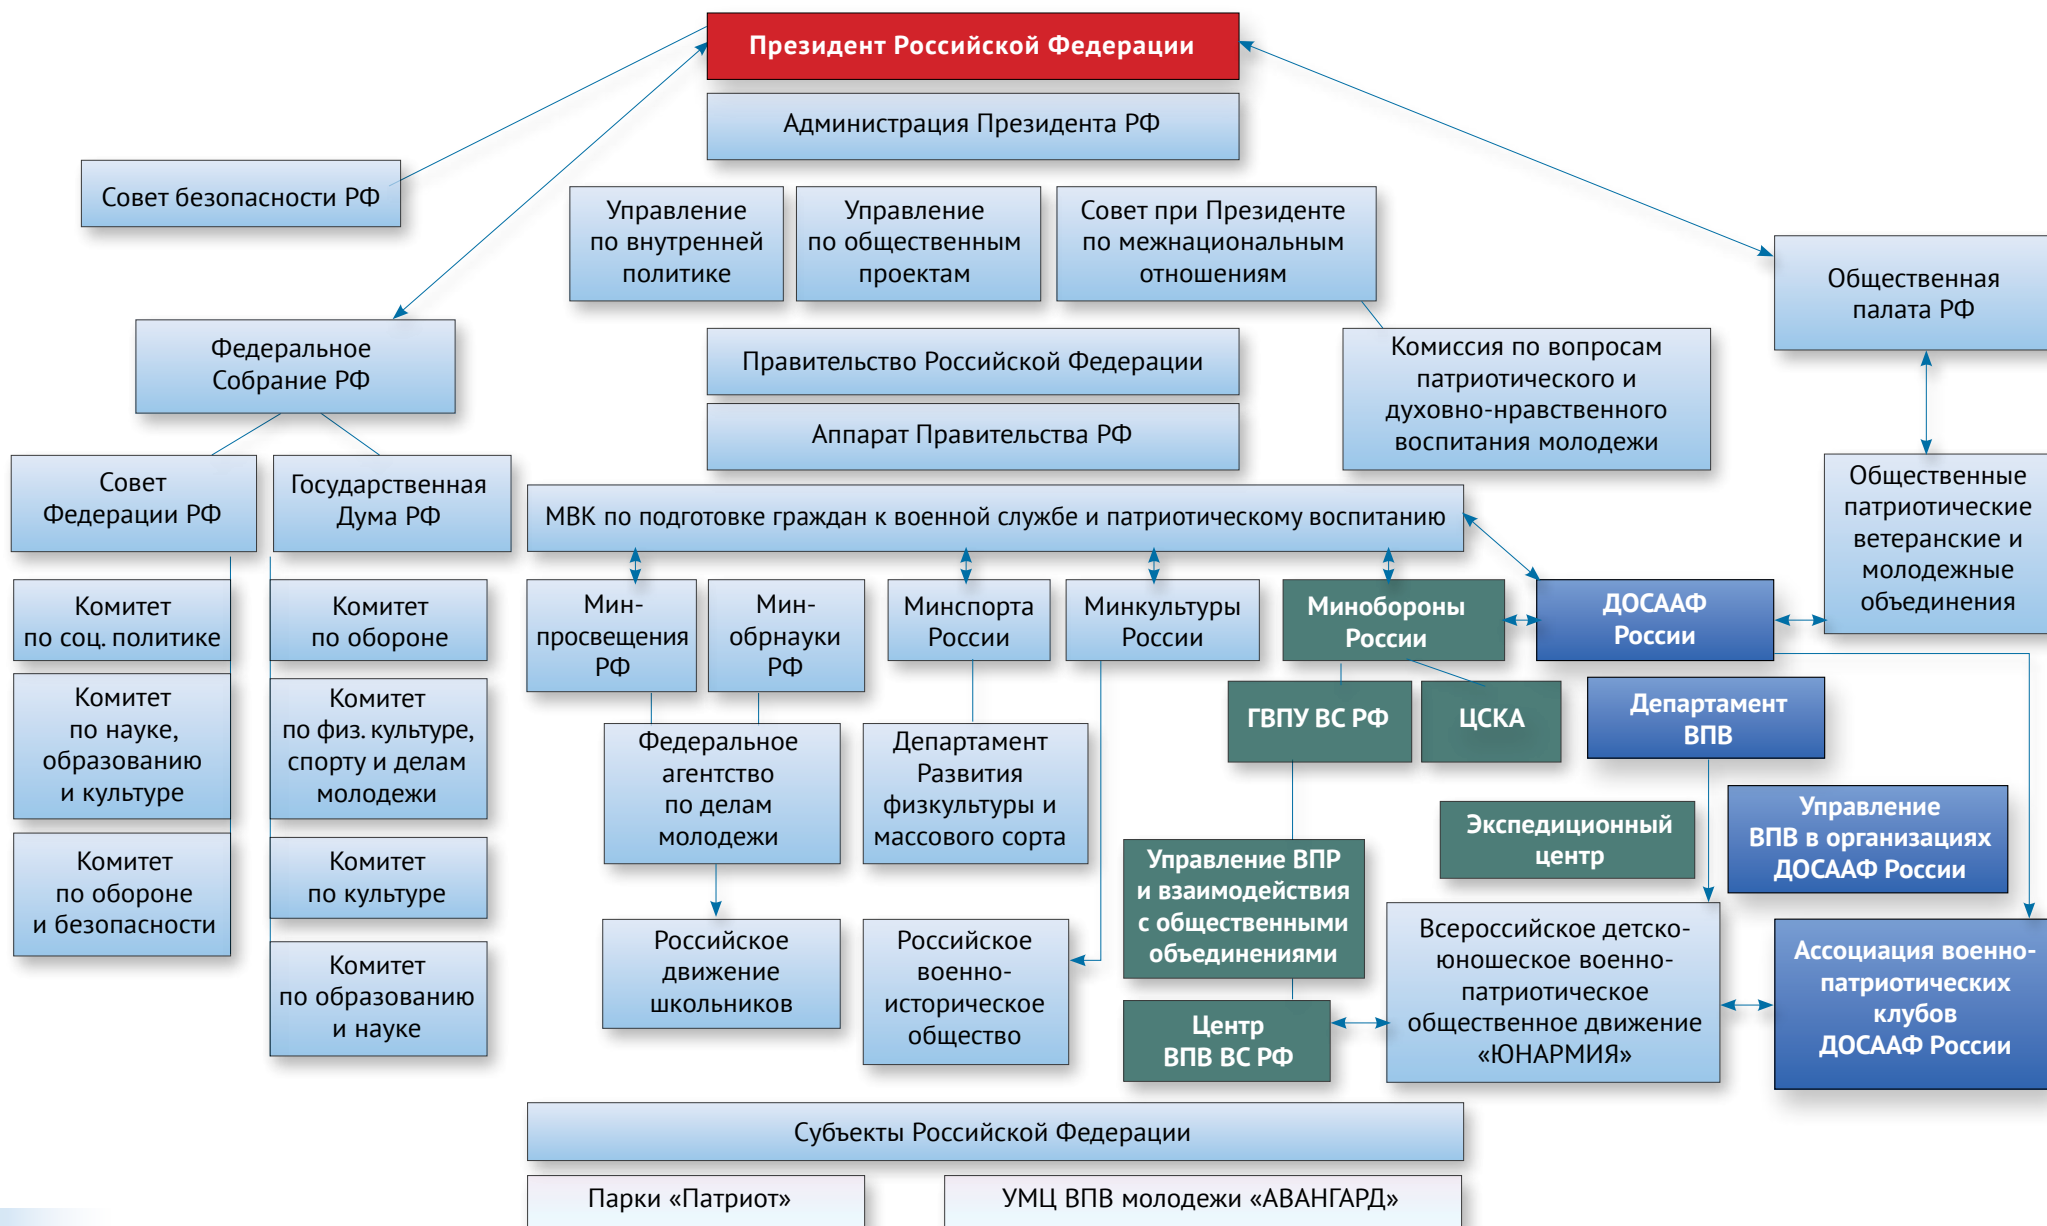 Президент Российской Федерации
Администрация Президента РФ
Совет безопасности РФ
Управление
по внутренней
политике
Управление
по общественным
проектам
Совет при Президенте
по межнациональным
отношениям
Общественная
палата РФ
Федеральное
Собрание РФ
Правительство Российской Федерации
Комиссия по вопросам
патриотического и
духовно-нравственного
воспитания молодежи
Аппарат Правительства РФ
Совет
Федерации РФ
Государственная
Дума РФ
МВК по подготовке граждан к военной службе и патриотическому воспитанию
Общественные
патриотические
ветеранские и
молодежные
объединения
Комитет
по соц. политике
Комитет
по обороне
Мин-
просвещения
РФ
Мин-
обрнауки
РФ
Минспорта
России
Минкультуры
России
Минобороны
России
ДОСААФ
России
Комитет
по науке,
образованию
и культуре
Комитет
по физ. культуре,
спорту и делам
молодежи
Федеральное
агентство
по делам
молодежи
Департамент
Развития
физкультуры и
массового сорта
ГВПУ ВС РФ
ЦСКА
Департамент
ВПВ
Экспедиционный
центр
Управление
ВПВ в организациях
ДОСААФ России
Комитет
по обороне
и безопасности
Комитет
по культуре
Управление ВПР
и взаимодействия
с общественными
объединениями
Комитет
по образованию
и науке
Российское
движение
школьников
Российское
военно-
историческое
общество
Центр
ВПВ ВС РФ
Всероссийское детско-
юношеское военно-
патриотическое
общественное движение
«ЮНАРМИЯ»
Ассоциация военно-
патриотических
клубов
ДОСААФ России
Субъекты Российской Федерации
Парки «Патриот»
УМЦ ВПВ молодежи «АВАНГАРД»